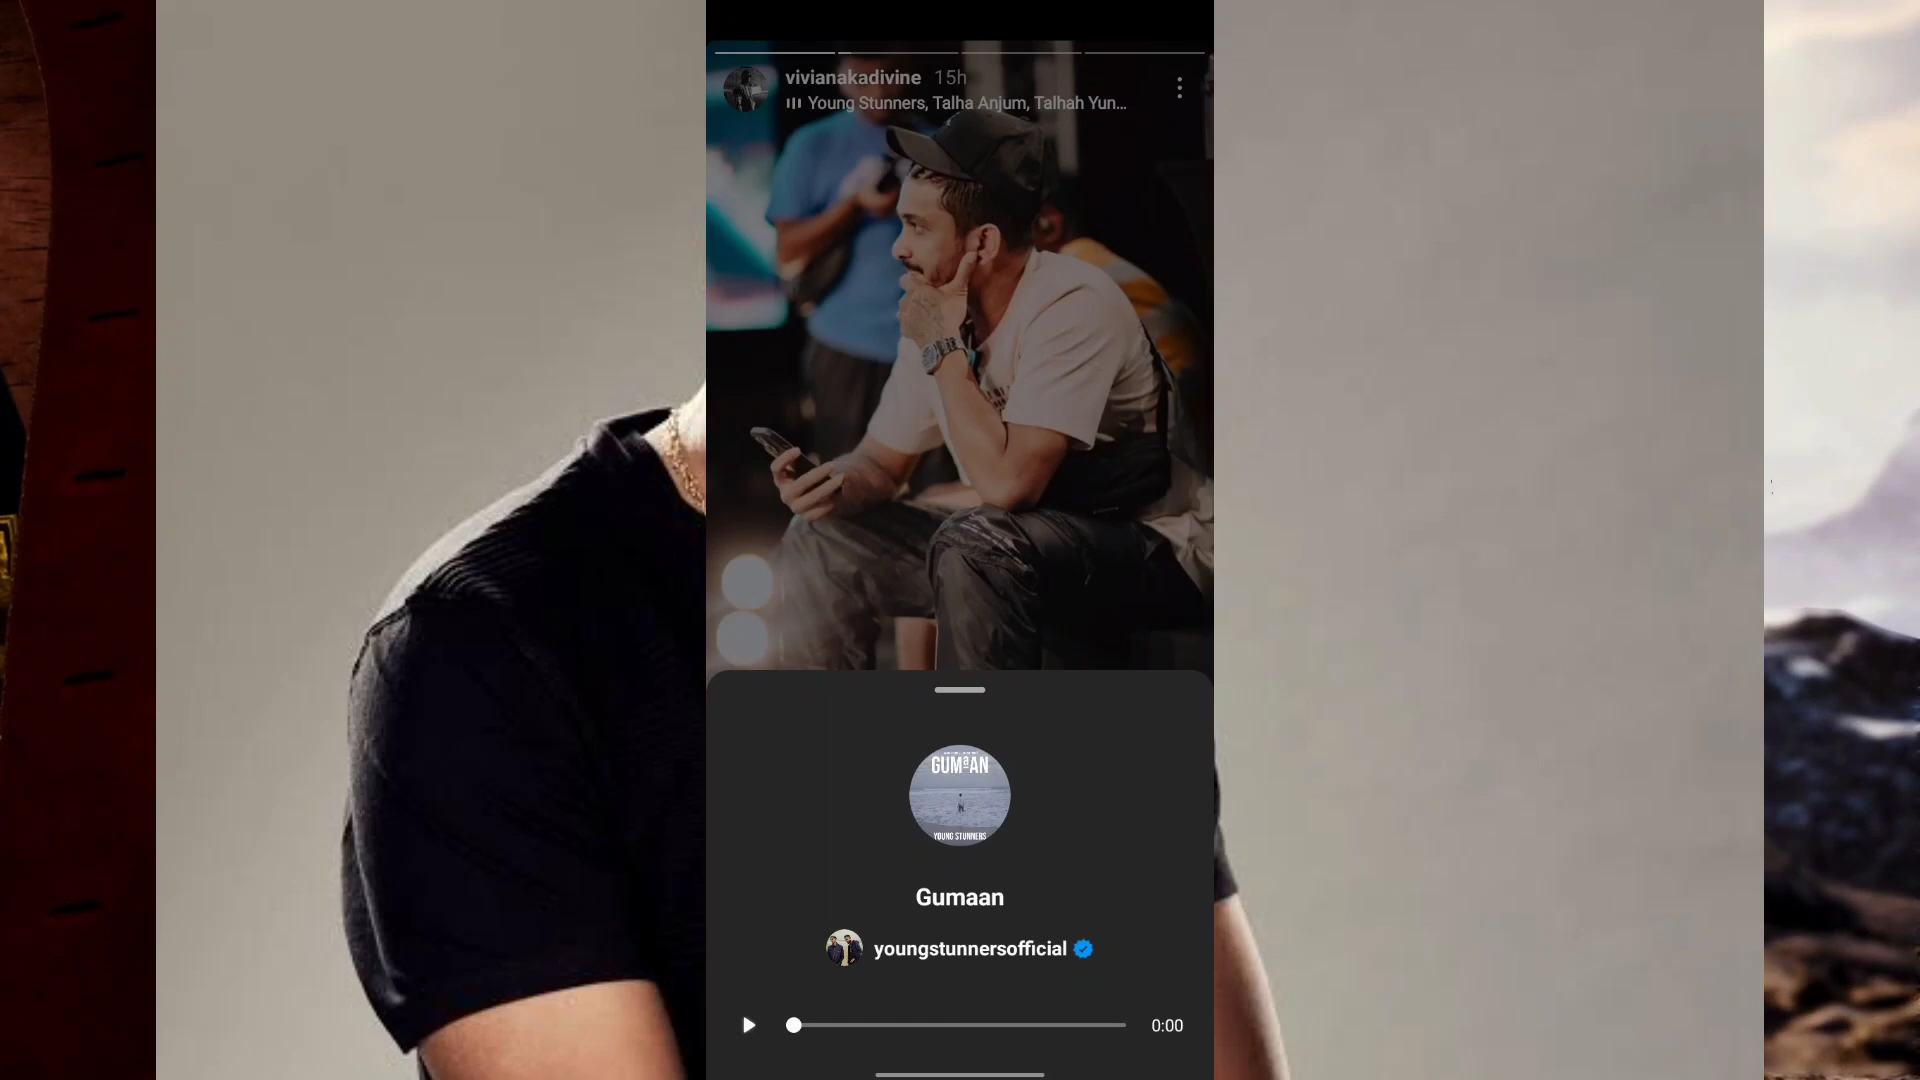 vivianakadivine 15h
Young Stunners, Talha Anjum, Talhah Yun...
GUMaAN
YOUNG STUNNERS
Gumaan
youngstunnersofficial
0:00